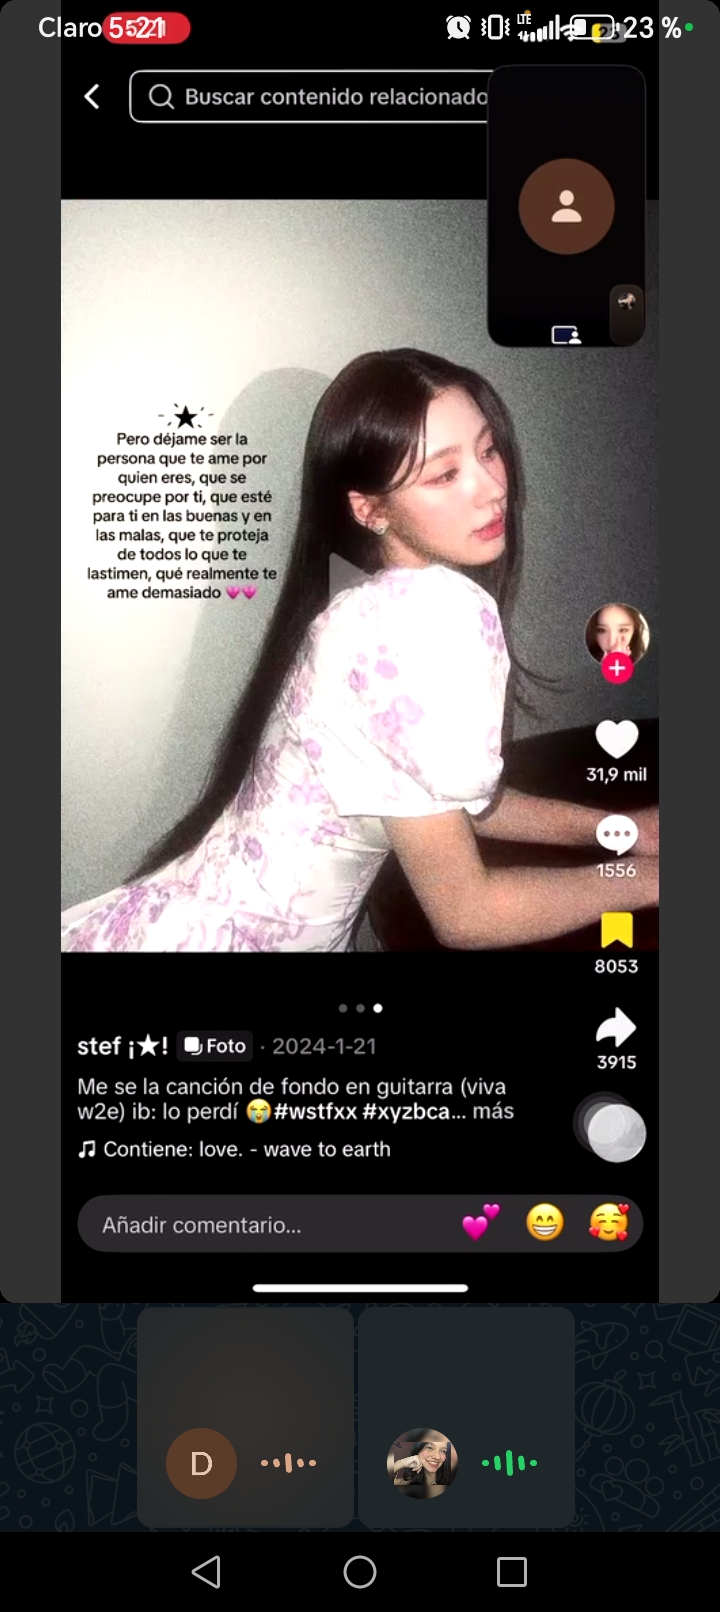 Claro 5:21
LTE
23 %
Buscar contenido relacionado
Pero déjame ser la
persona que te ame por
quien eres, que se
preocupe por ti, que esté
para ti en las buenas y en
las malas, que te proteja
de todos lo que te
lastimen, qué realmente te
ame demasiado 💗💗
31,9 mil
1556
8053
3915
stef ¡★! Foto · 2024-1-21
Me se la canción de fondo en guitarra (viva
w2e) ib: lo perdí 😭#wstfxx #xyzbca... más
Contiene: love. - wave to earth
Añadir comentario... 💕 😁 🥰
D